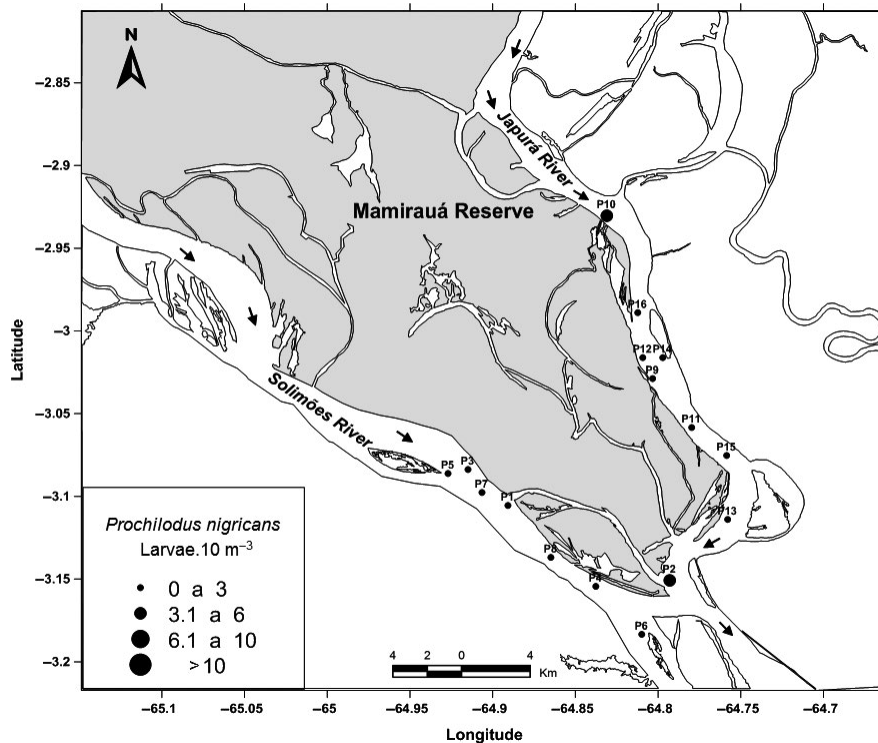 N
−2.85
−2.9
−2.95
−3
−3.05
−3.1
−3.15
−3.2
Latitude
Japurá River
P10
Mamirauá Reserve
P16
P12 P14
P9
P11
P15
Solimões River
P5 P3
P7
P1
P13
P8
P4
P2
P6
Prochilodus nigricans
Larvae.10 m⁻³
0 a 3
3.1 a 6
6.1 a 10
>10
4 2 0 4
Km
−65.1 −65.05 −65 −64.95 −64.9 −64.85 −64.8 −64.75 −64.7
Longitude